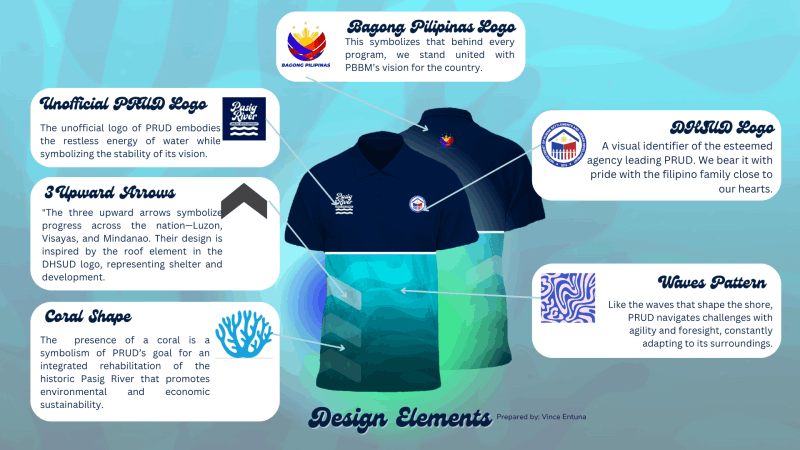 Bagong Pilipinas Logo
This symbolizes that behind every
program, we stand united with
PBBM's vision for the country.
BAGONG PILIPINAS
Unofficial PRUD Logo
The unofficial logo of PRUD embodies
the restless energy of water while
symbolizing the stability of its vision.
Pasig
River
3 Upward Arrows
"The three upward arrows symbolize
progress across the nation—Luzon,
Visayas, and Mindanao. Their design is
inspired by the roof element in the
DHSUD logo, representing shelter and
development.
Coral Shape
The presence of a coral is a
symbolism of PRUD's goal for an
integrated rehabilitation of the
historic Pasig River that promotes
environmental and economic
sustainability.
Pasig
River
DHSUD Logo
A visual identifier of the esteemed
agency leading PRUD. We bear it with
pride with the filipino family close to
our hearts.
Waves Pattern
Like the waves that shape the shore,
PRUD navigates challenges with
agility and foresight, constantly
adapting to its surroundings.
Design Elements
Prepared by: Vince Entuna